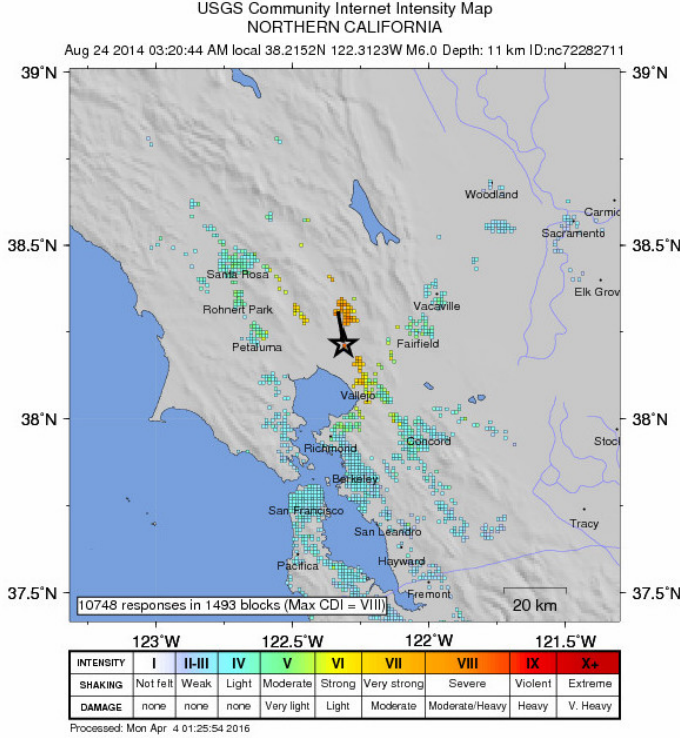 USGS Community Internet Intensity Map
NORTHERN CALIFORNIA
Aug 24 2014 03:20:44 AM local 38.2152N 122.3123W M6.0 Depth: 11 km ID:nc72282711
39°N
39°N
Woodland
Carmic
Sacramento
38.5°N
38.5°N
Santa Rosa
Elk Grov
Rohnert Park
Vacaville
Petaluma
Fairfield
Vallejo
38°N
38°N
Richmond
Concord
Stock
Berkeley
San Francisco
Tracy
San Leandro
Pacifica
Hayward
37.5°N
Fremont
37.5°N
10748 responses in 1493 blocks (Max CDI = VIII)
20 km
123°W
122.5°W
122°W
121.5°W
INTENSITY I II-III IV V VI VII VIII IX X+
SHAKING Not felt Weak Light Moderate Strong Very strong Severe Violent Extreme
DAMAGE none none none Very light Light Moderate Moderate/Heavy Heavy V. Heavy
Processed: Mon Apr 4 01:25:54 2016